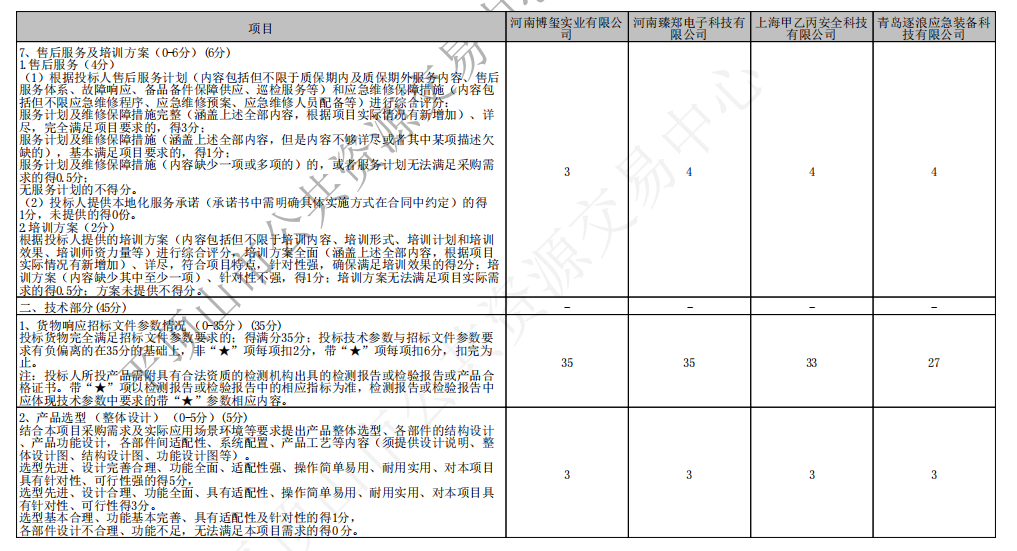 项目
河南博玺实业有限公
司
河南臻郑电子科技有
限公司
上海甲乙丙安全科技
有限公司
青岛逐浪应急装备科
技有限公司
7、售后服务及培训方案（0-6分）(6分)
1.售后服务（4分）
（1）根据投标人售后服务计划（内容包括但不限于质保期内及质保期外服务内容、售后
服务体系、故障响应、备品备件保障供应、巡检服务等）和应急维修保障措施（内容包
括但不限应急维修程序、应急维修预案、应急维修人员配备等）进行综合评分；
服务计划及维修保障措施完整（涵盖上述全部内容，根据项目实际情况有新增加）、详
尽，完全满足项目要求的，得3分；
服务计划及维修保障措施（涵盖上述全部内容，但是内容不够详尽或者其中某项描述欠
缺的），基本满足项目要求的，得1分；
服务计划及维修保障措施（内容缺少一项或多项的）的，或者服务计划无法满足采购需
求的得0.5分；
无服务计划的不得分。
（2）投标人提供本地化服务承诺（承诺书中需明确具体实施方式在合同中约定）的得
1分，未提供的得0份。
2.培训方案（2分）
根据投标人提供的培训方案（内容包括但不限于培训内容、培训形式、培训计划和培训
效果、培训师资力量等）进行综合评分，培训方案全面（涵盖上述全部内容，根据项目
实际情况有新增加）、详尽，符合项目特点，针对性强，确保满足培训效果的得2分；培
训方案（内容缺少其中至少一项）、针对性不强，得1分；培训方案无法满足项目实际需
求的得0.5分；方案未提供不得分。
3
4
4
4
二、技术部分(45分)
–
–
–
–
1、货物响应招标文件参数情况（0-35分）(35分)
投标货物完全满足招标文件参数要求的；得满分35分；投标技术参数与招标文件参数要
求有负偏离的在35分的基础上，非“★”项每项扣2分，带“★”项每项扣6分，扣完为
止。
注：投标人所投产品需附具有合法资质的检测机构出具的检测报告或检验报告或产品合
格证书。带“★”项以检测报告或检验报告中的相应指标为准，检测报告或检验报告中
应体现技术参数中要求的带“★”参数相应内容。
35
35
33
27
2、产品选型（整体设计）（0-5分）(5分)
结合本项目采购需求及实际应用场景环境等要求提出产品整体选型、各部件的结构设计
、产品功能设计，各部件间适配性、系统配置、产品工艺等内容（须提供设计说明、整
体设计图、结构设计图、功能设计图等）。
选型先进、设计完善合理、功能全面、适配性强、操作简单易用、耐用实用、对本项目
具有针对性、可行性强的得5分，
选型先进、设计合理、功能全面、具有适配性、操作简单易用、耐用实用、对本项目具
有针对性、可行性得3分。
选型基本合理、功能基本完善、具有适配性及针对性的得1分，
各部件设计不合理、功能不足，无法满足本项目需求的得0分。
3
3
3
3
平顶山市公共资源交易中心